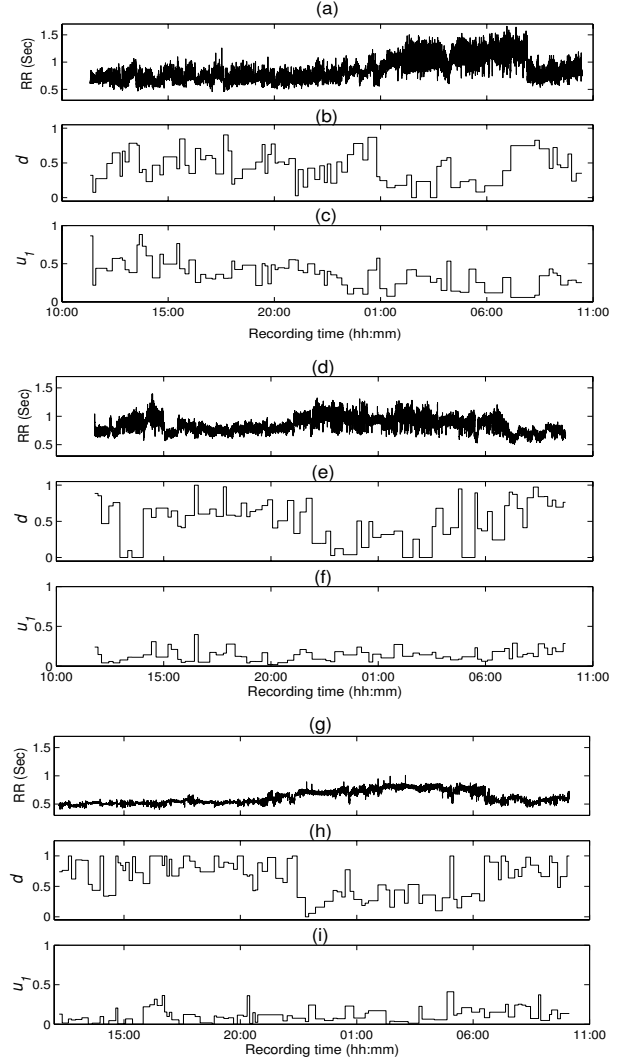 (a)
1.5
1
0.5
RR (Sec)
(b)
1
0.5
0
d
(c)
1
0.5
0
u1
10:00 15:00 20:00 01:00 06:00 11:00
Recording time (hh:mm)
(d)
1.5
1
0.5
RR (Sec)
(e)
1
0.5
0
d
(f)
1
0.5
0
u1
10:00 15:00 20:00 01:00 06:00 11:00
Recording time (hh:mm)
(g)
1.5
1
0.5
RR (Sec)
(h)
1
0.5
0
d
(i)
1
0.5
0
u1
15:00 20:00 01:00 06:00 11:00
Recording time (hh:mm)